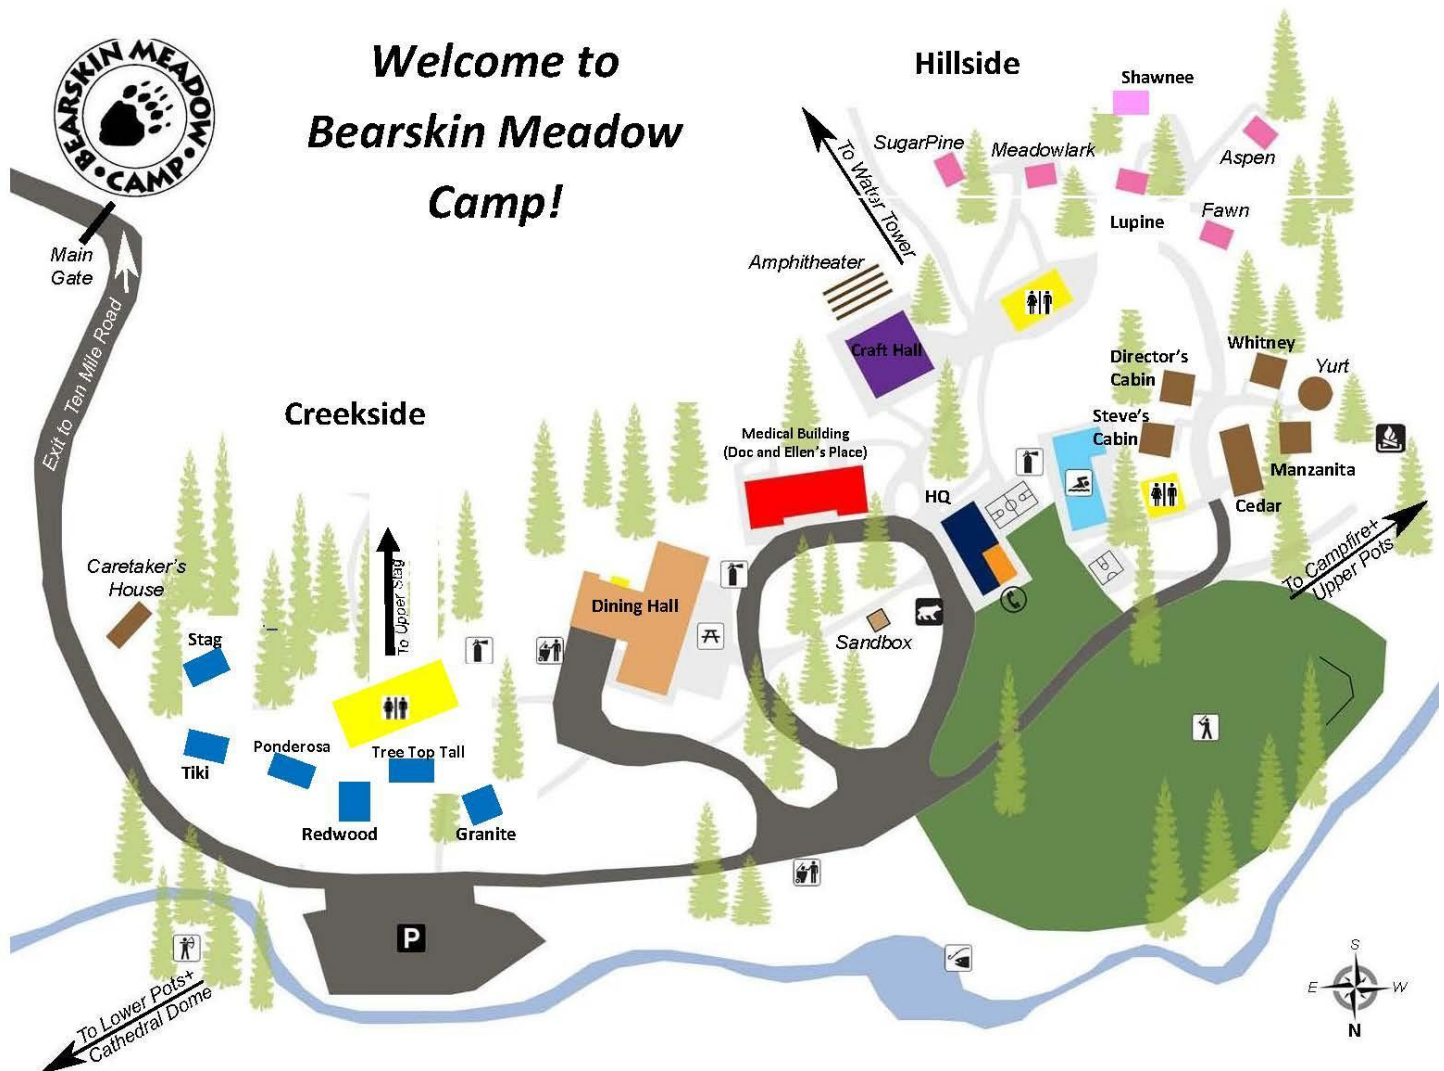 BEARSKIN MEADOW
• CAMP •
Welcome to
Bearskin Meadow
Camp!
Hillside
Shawnee
SugarPine
Meadowlark
Aspen
Lupine
Fawn
To Water Tower
Main
Gate
Amphitheater
Exit to Ten Mile Road
Craft Hall
Director's
Cabin
Whitney
Yurt
Creekside
Steve's
Cabin
Medical Building
(Doc and Ellen's Place)
Manzanita
HQ
Cedar
To Campfire+
Upper Pots
Caretaker's
House
To Upper Stag
Dining Hall
Stag
Sandbox
Ponderosa
Tree Top Tall
Tiki
Redwood
Granite
P
To Lower Pots+
Cathedral Dome
S
E
W
N